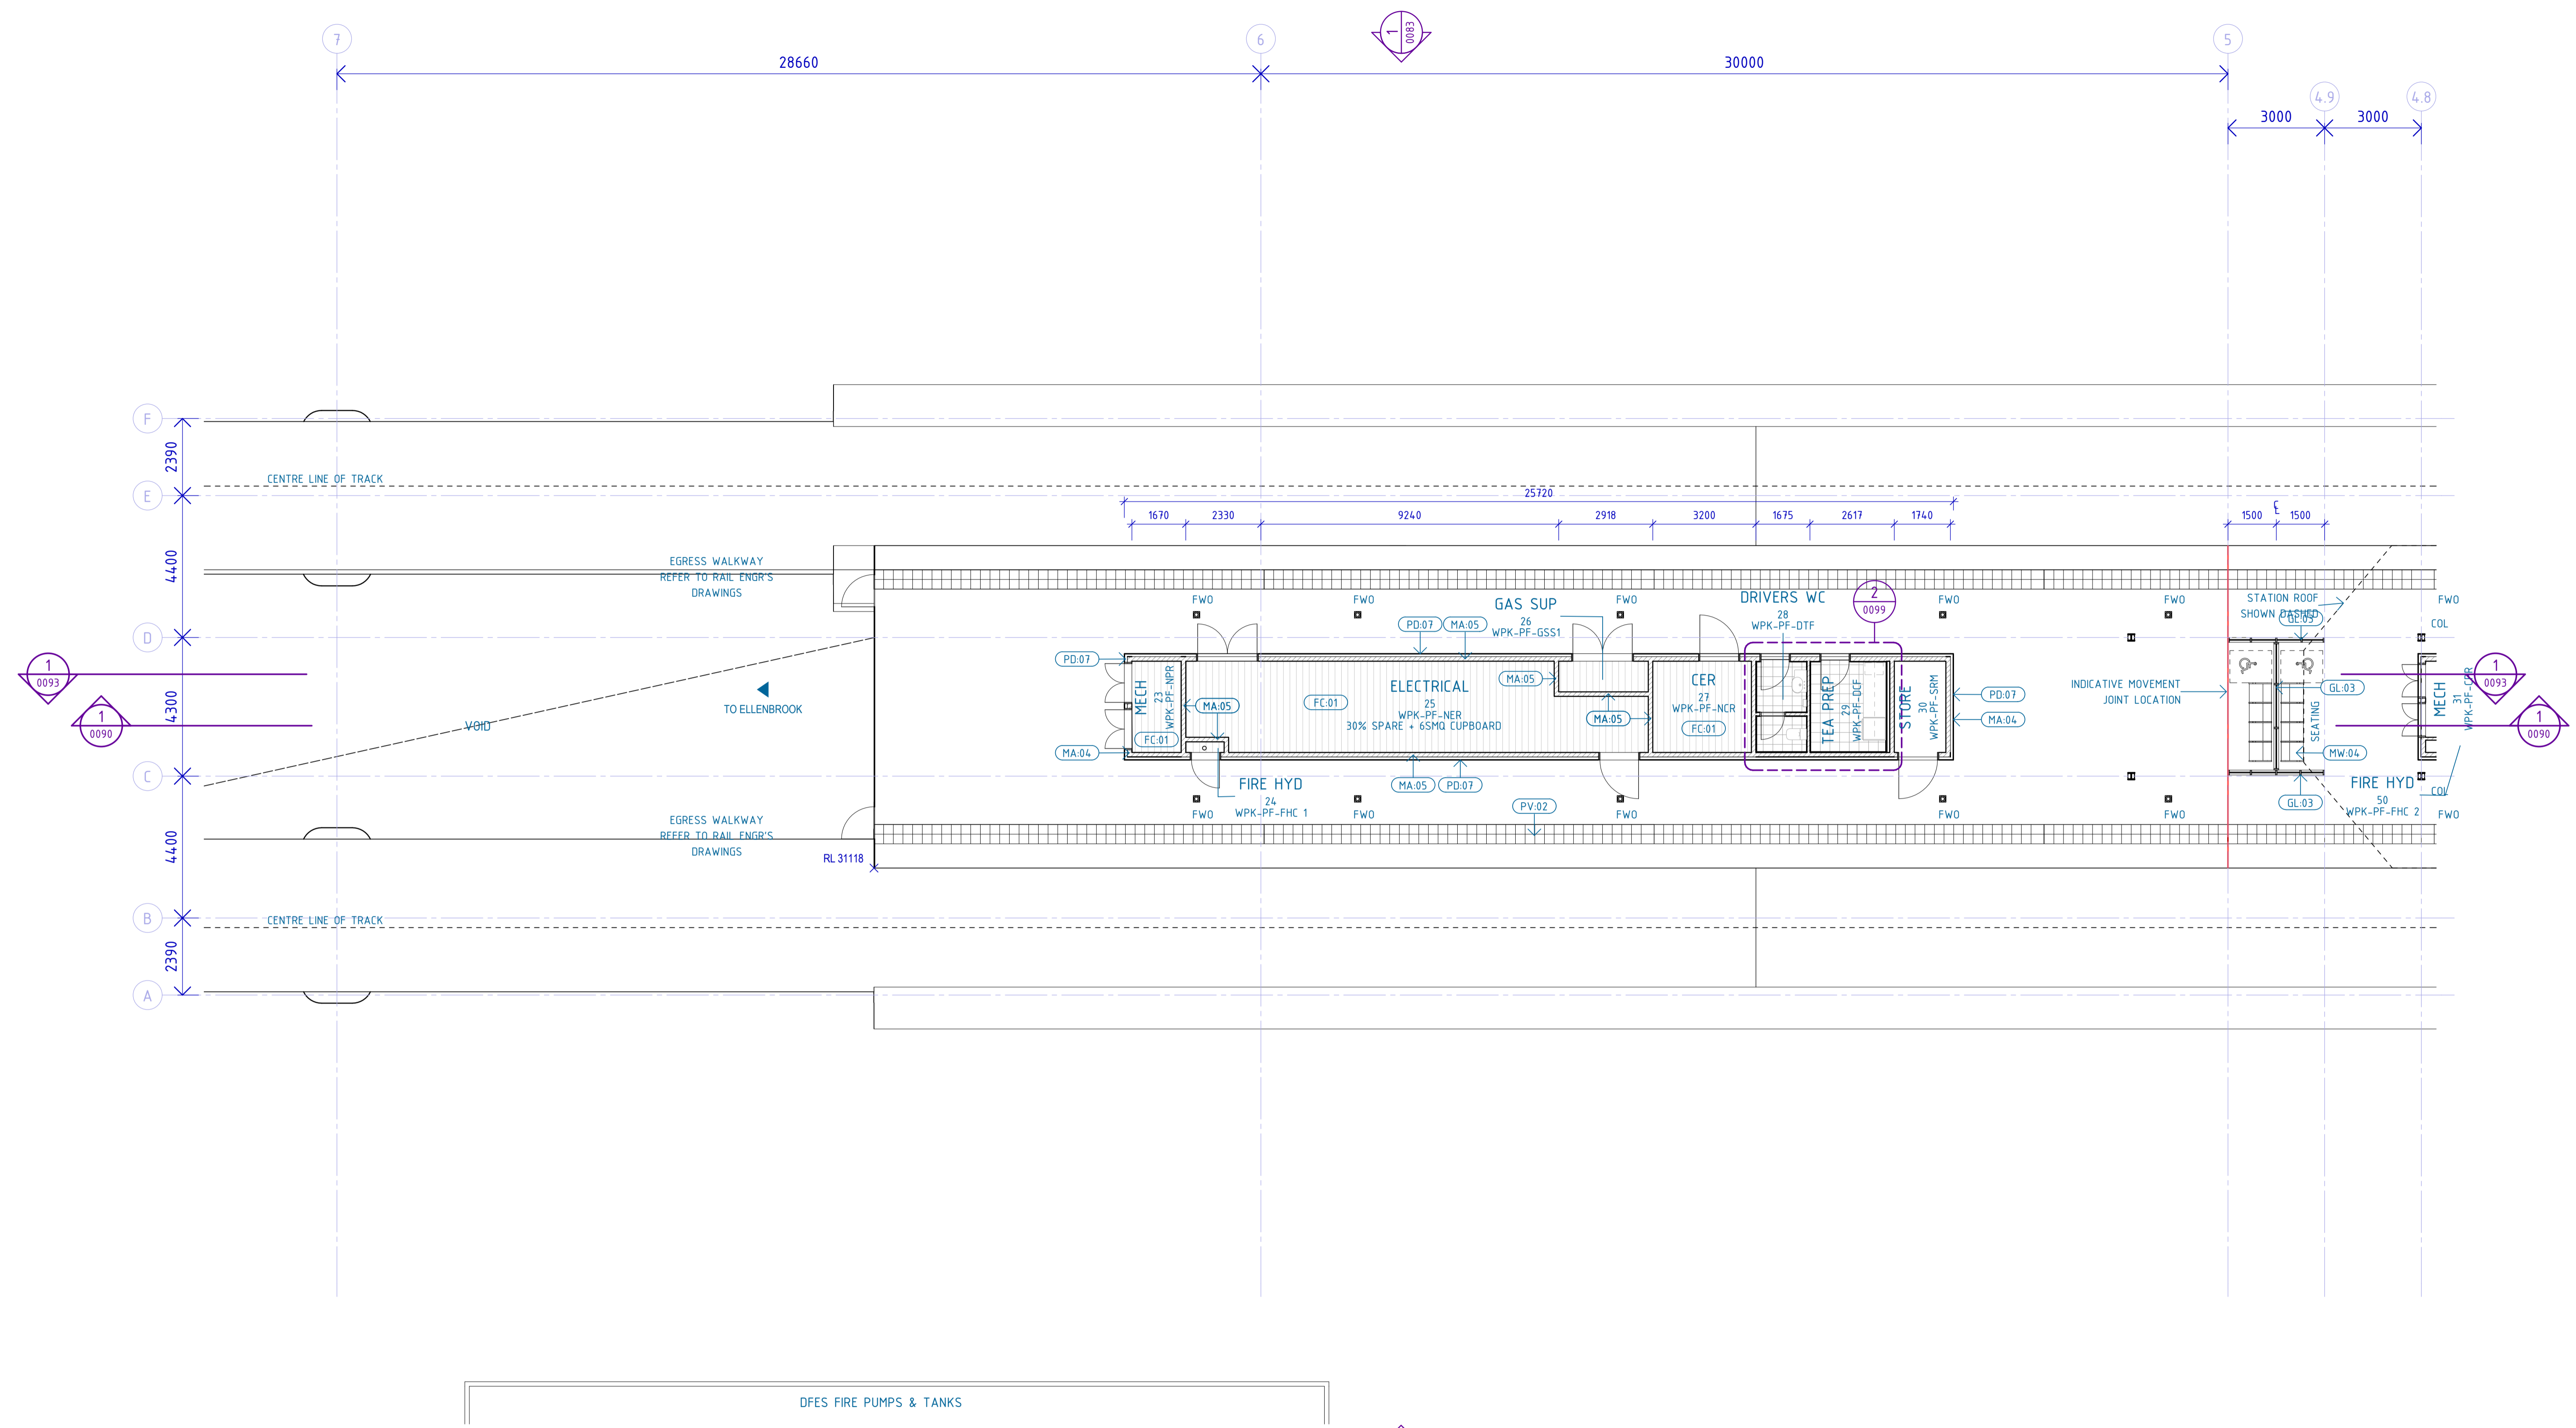 7
6
1
0083
5
28660
30000
4.9
4.8
3000
3000
F
2390
CENTRE LINE OF TRACK
E
25720
1670
2330
9240
2918
3200
1675
2617
1740
1500
1500
4400
EGRESS WALKWAY
REFER TO RAIL ENGR'S
DRAWINGS
FWO
FWO
GAS SUP
26
WPK-PF-GSS1
FWO
DRIVERS WC
28
WPK-PF-DTF
2
0099
FWO
FWO
STATION ROOF
SHOWN DASHED
GL:03
FWO
COL
PD:07
MA:05
D
1
0093
PD:07
MA:05
4300
TO ELLENBROOK
VOID
1
0090
MECH
23
WPK-PF-NPR
FC:01
MA:05
FC:01
ELECTRICAL
25
WPK-PF-NER
30% SPARE + 6SMQ CUPBOARD
MA:05
CER
27
WPK-PF-NCR
FC:01
TEA PREP
29
WPK-PF-DCF
STORE
30
WPK-PF-SRM
PD:07
MA:04
INDICATIVE MOVEMENT
JOINT LOCATION
GL:03
SEATING
MW:04
MECH
31
WPK-PF-CPR
1
0093
1
0090
MA:04
C
FIRE HYD
24
WPK-PF-FHC 1
MA:05
PD:07
PV:02
GL:03
FIRE HYD
50
WPK-PF-FHC 2
COL
FWO
FWO
FWO
FWO
FWO
FWO
4400
EGRESS WALKWAY
REFER TO RAIL ENGR'S
DRAWINGS
RL 31118
B
CENTRE LINE OF TRACK
2390
A
DFES FIRE PUMPS & TANKS